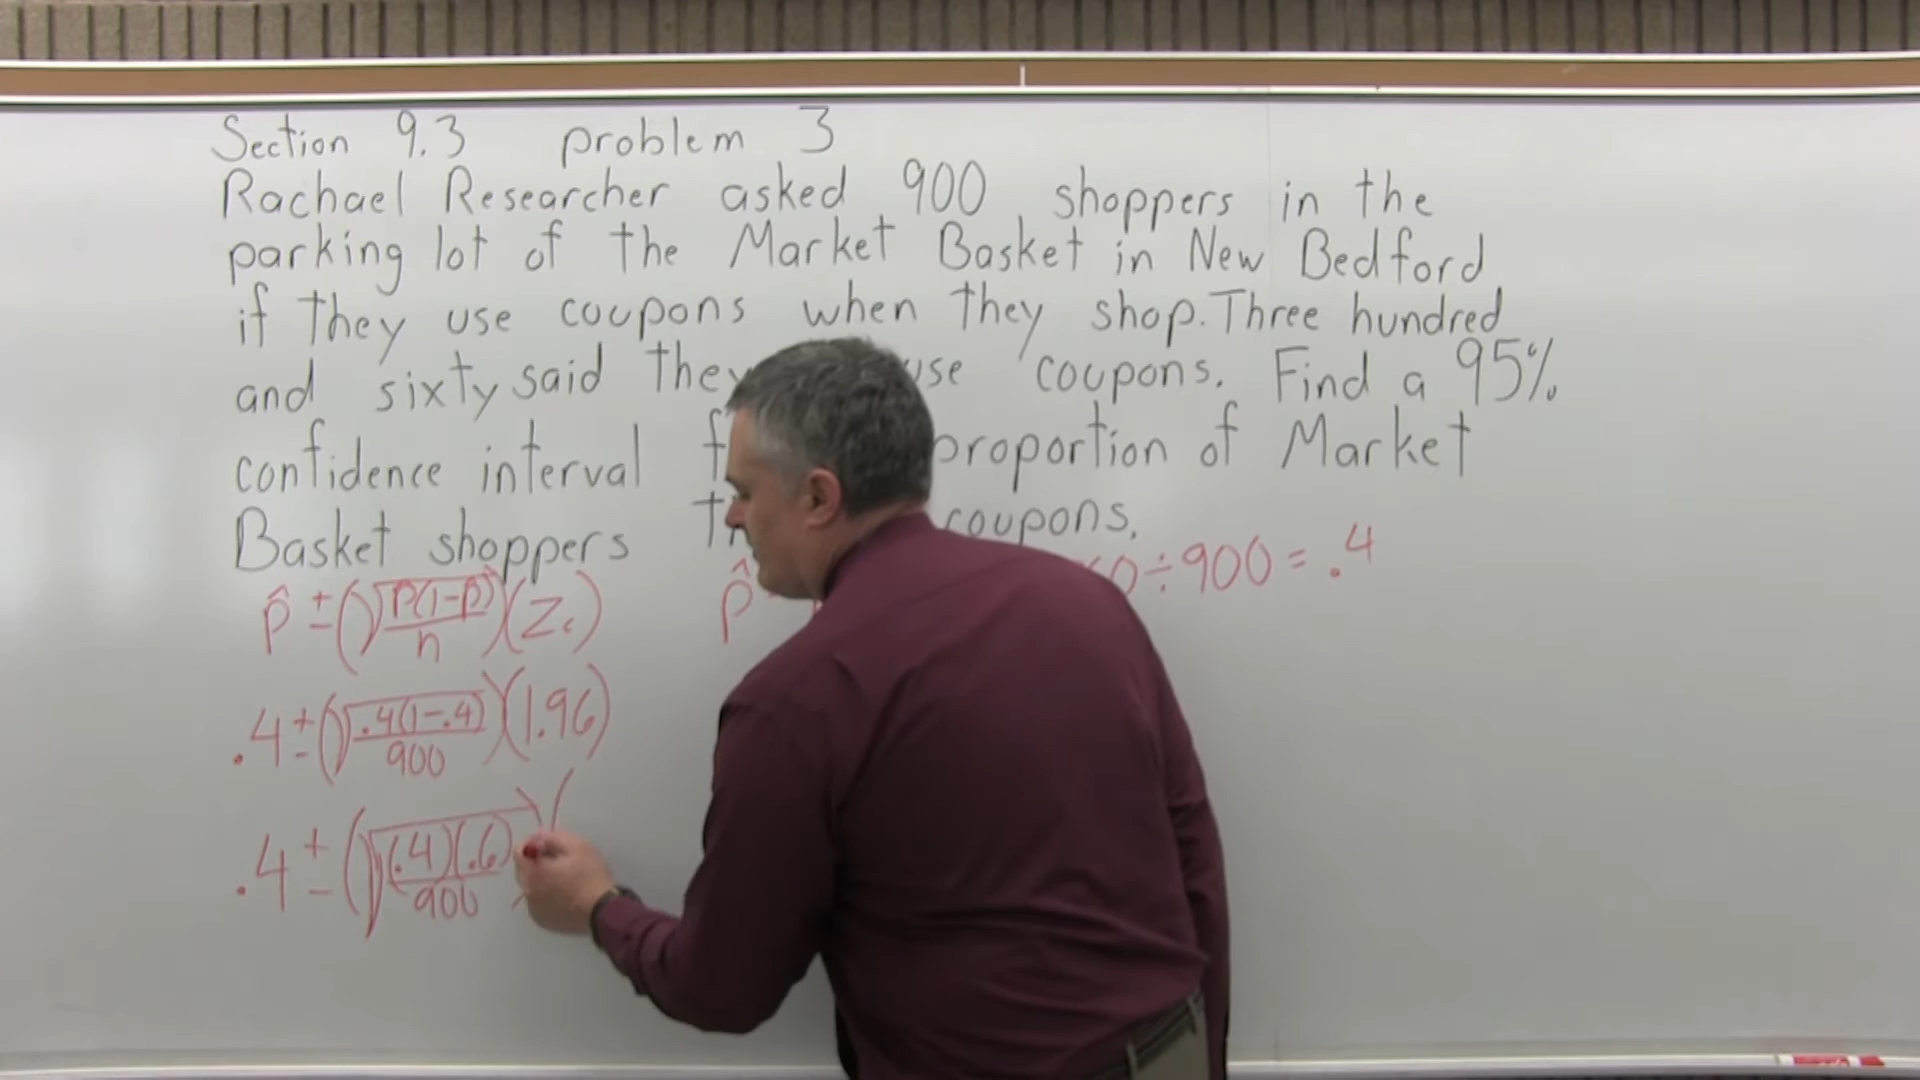 Section 9.3 problem 3
Rachael Researcher asked 900 shoppers in the
parking lot of the Market Basket in New Bedford
if they use coupons when they shop. Three hundred
and sixty said they use coupons. Find a 95%
confidence interval proportion of Market
Basket shoppers coupons.
p̂ 0÷900 = .4
p̂ ± (√p(1-p)/n)(Zc)
.4 ± (√.4(1-.4)/900)(1.96)
.4 ± (√(.4)(.6)/900)(